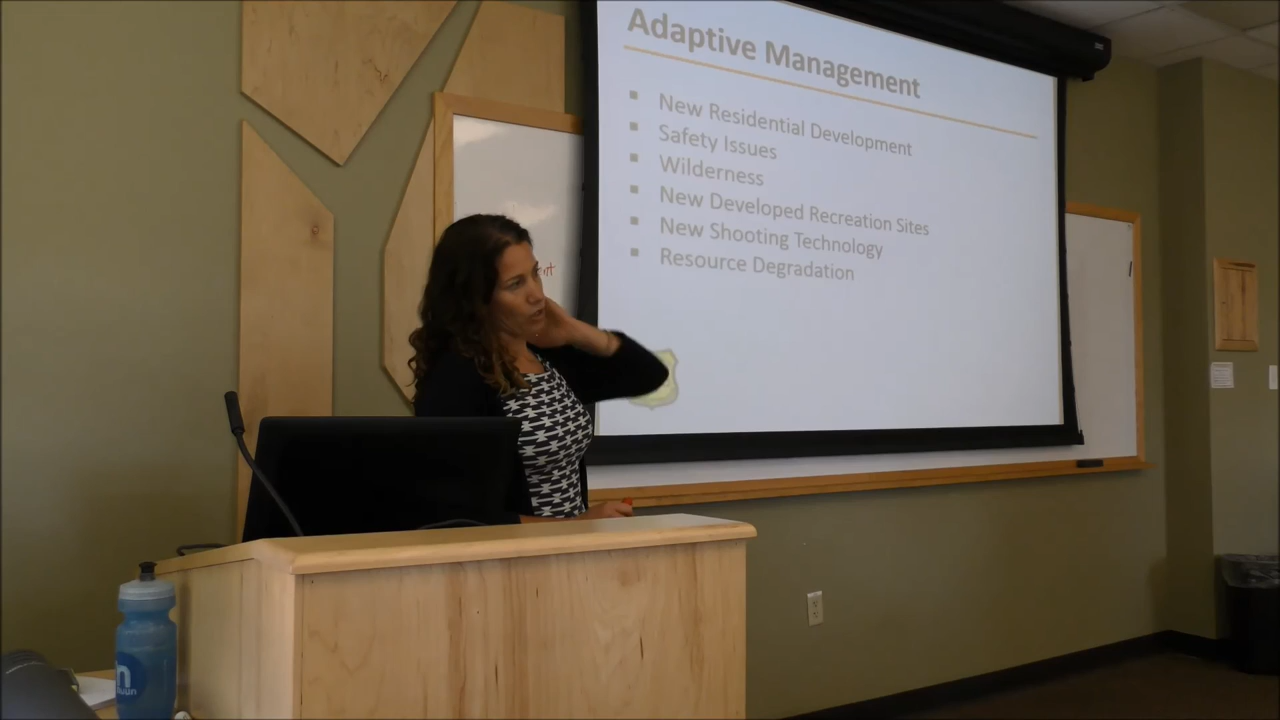 Adaptive Management
▪ New Residential Development
▪ Safety Issues
▪ Wilderness
▪ New Developed Recreation Sites
▪ New Shooting Technology
▪ Resource Degradation